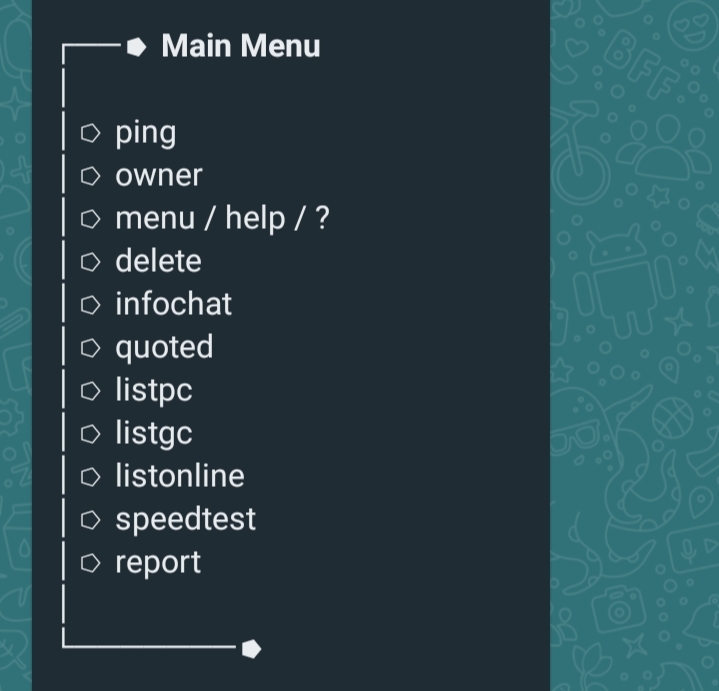 ┌──⭓ Main Menu
│
│⭔ ping
│⭔ owner
│⭔ menu / help / ?
│⭔ delete
│⭔ infochat
│⭔ quoted
│⭔ listpc
│⭔ listgc
│⭔ listonline
│⭔ speedtest
│⭔ report
│
└───────⭓